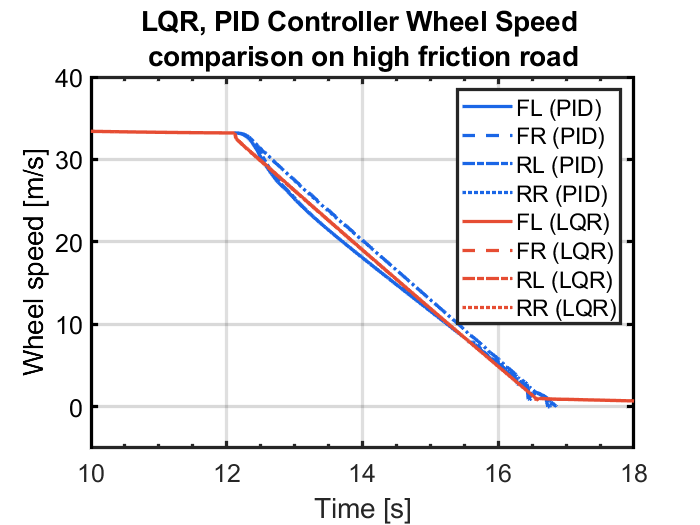 LQR, PID Controller Wheel Speed
comparison on high friction road
40
30
20
10
0
Wheel speed [m/s]
FL (PID)
FR (PID)
RL (PID)
RR (PID)
FL (LQR)
FR (LQR)
RL (LQR)
RR (LQR)
10 12 14 16 18
Time [s]